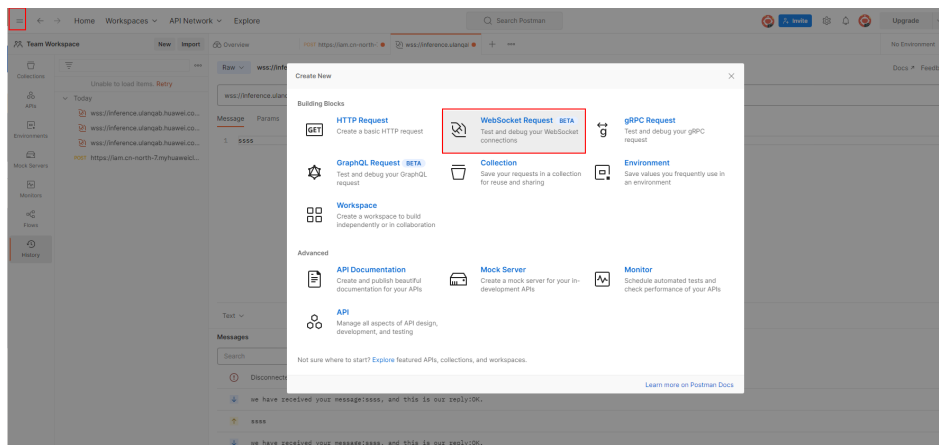 Home Workspaces API Network Explore
Search Postman
Invite
Upgrade
Team Workspace
New Import
Overview
POST https://iam.cn-north-
wss://inference.ulanqal
No Environment
Collections
APIs
Environments
Mock Servers
Monitors
Flows
History
Unable to load items. Retry
Today
wss://inference.ulanqab.huawei.co...
wss://inference.ulanqab.huawei.co...
wss://inference.ulanqab.huawei.co...
POST https://iam.cn-north-7.myhuaweicl...
Raw wss://infe
Docs Feedb
wss://inference.ulanq
Message Params
1 ssss
Text
Messages
Search
Disconnecte
we have received your message:ssss, and this is our reply:OK.
ssss
we have received your message:ssss, and this is our reply:OK.
Create New
Building Blocks
HTTP Request
GET
Create a basic HTTP request
WebSocket Request BETA
Test and debug your WebSocket
connections
gRPC Request
Test and debug your gRPC
request
GraphQL Request BETA
Test and debug your GraphQL
request
Collection
Save your requests in a collection
for reuse and sharing
Environment
Save values you frequently use in
an environment
Workspace
Create a workspace to build
independently or in collaboration
Advanced
API Documentation
Create and publish beautiful
documentation for your APIs
Mock Server
Create a mock server for your in-
development APIs
Monitor
Schedule automated tests and
check performance of your APIs
API
Manage all aspects of API design,
development, and testing
Not sure where to start? Explore featured APIs, collections, and workspaces.
Learn more on Postman Docs